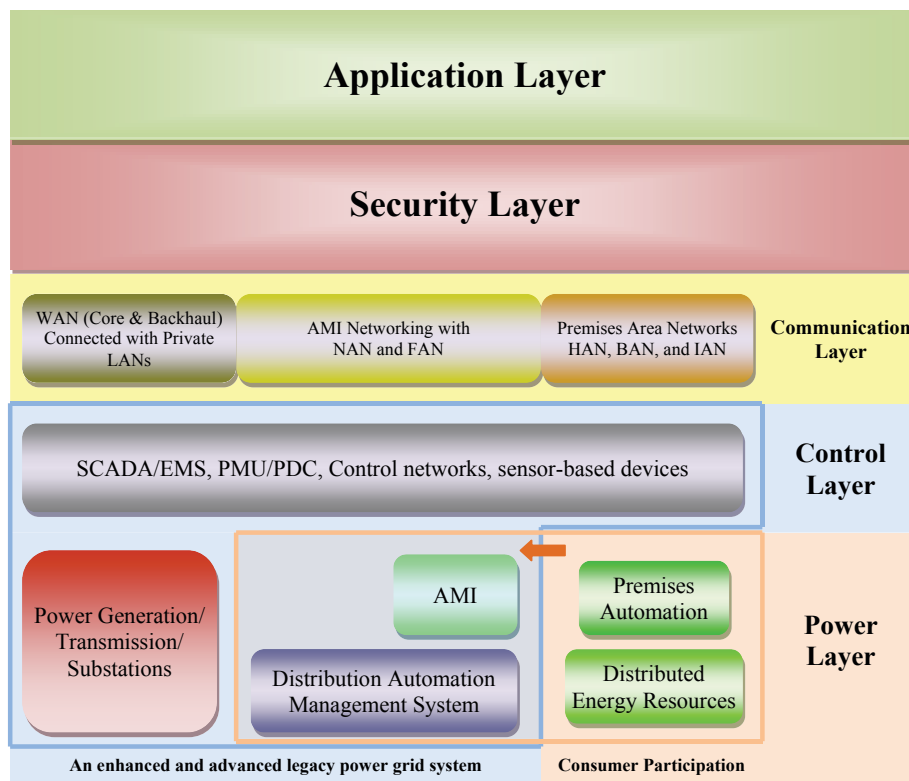 Application Layer
Security Layer
WAN (Core & Backhaul)
Connected with Private
LANs
AMI Networking with
NAN and FAN
Premises Area Networks
HAN, BAN, and IAN
Communication
Layer
SCADA/EMS, PMU/PDC, Control networks, sensor-based devices
Control
Layer
Power Generation/
Transmission/
Substations
AMI
Distribution Automation
Management System
Premises
Automation
Distributed
Energy Resources
Power
Layer
An enhanced and advanced legacy power grid system
Consumer Participation